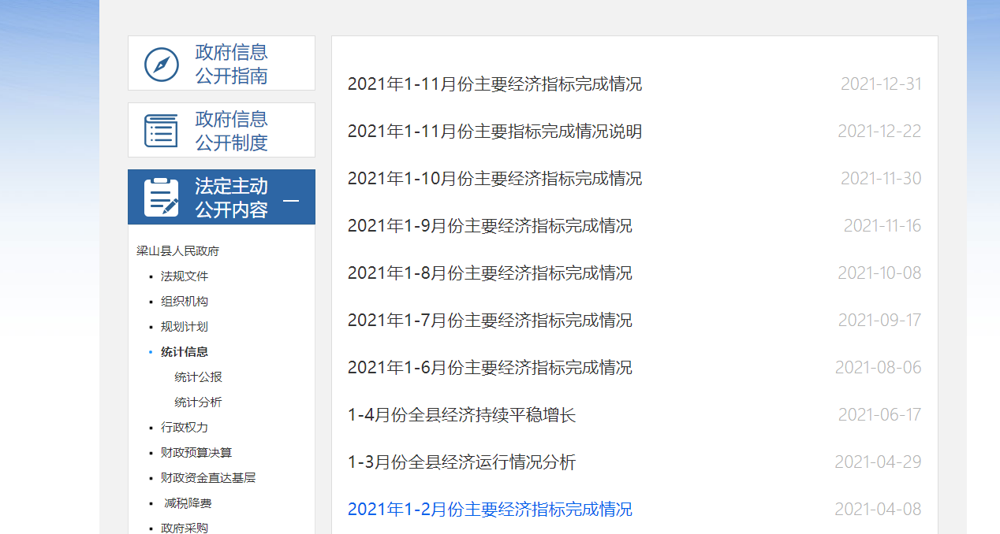 政府信息
公开指南
政府信息
公开制度
法定主动
公开内容
梁山县人民政府
法规文件
组织机构
规划计划
统计信息
统计公报
统计分析
行政权力
财政预算决算
财政资金直达基层
减税降费
政府采购
2021年1-11月份主要经济指标完成情况 2021-12-31
2021年1-11月份主要指标完成情况说明 2021-12-22
2021年1-10月份主要经济指标完成情况 2021-11-30
2021年1-9月份主要经济指标完成情况 2021-11-16
2021年1-8月份主要经济指标完成情况 2021-10-08
2021年1-7月份主要经济指标完成情况 2021-09-17
2021年1-6月份主要经济指标完成情况 2021-08-06
1-4月份全县经济持续平稳增长 2021-06-17
1-3月份全县经济运行情况分析 2021-04-29
2021年1-2月份主要经济指标完成情况 2021-04-08